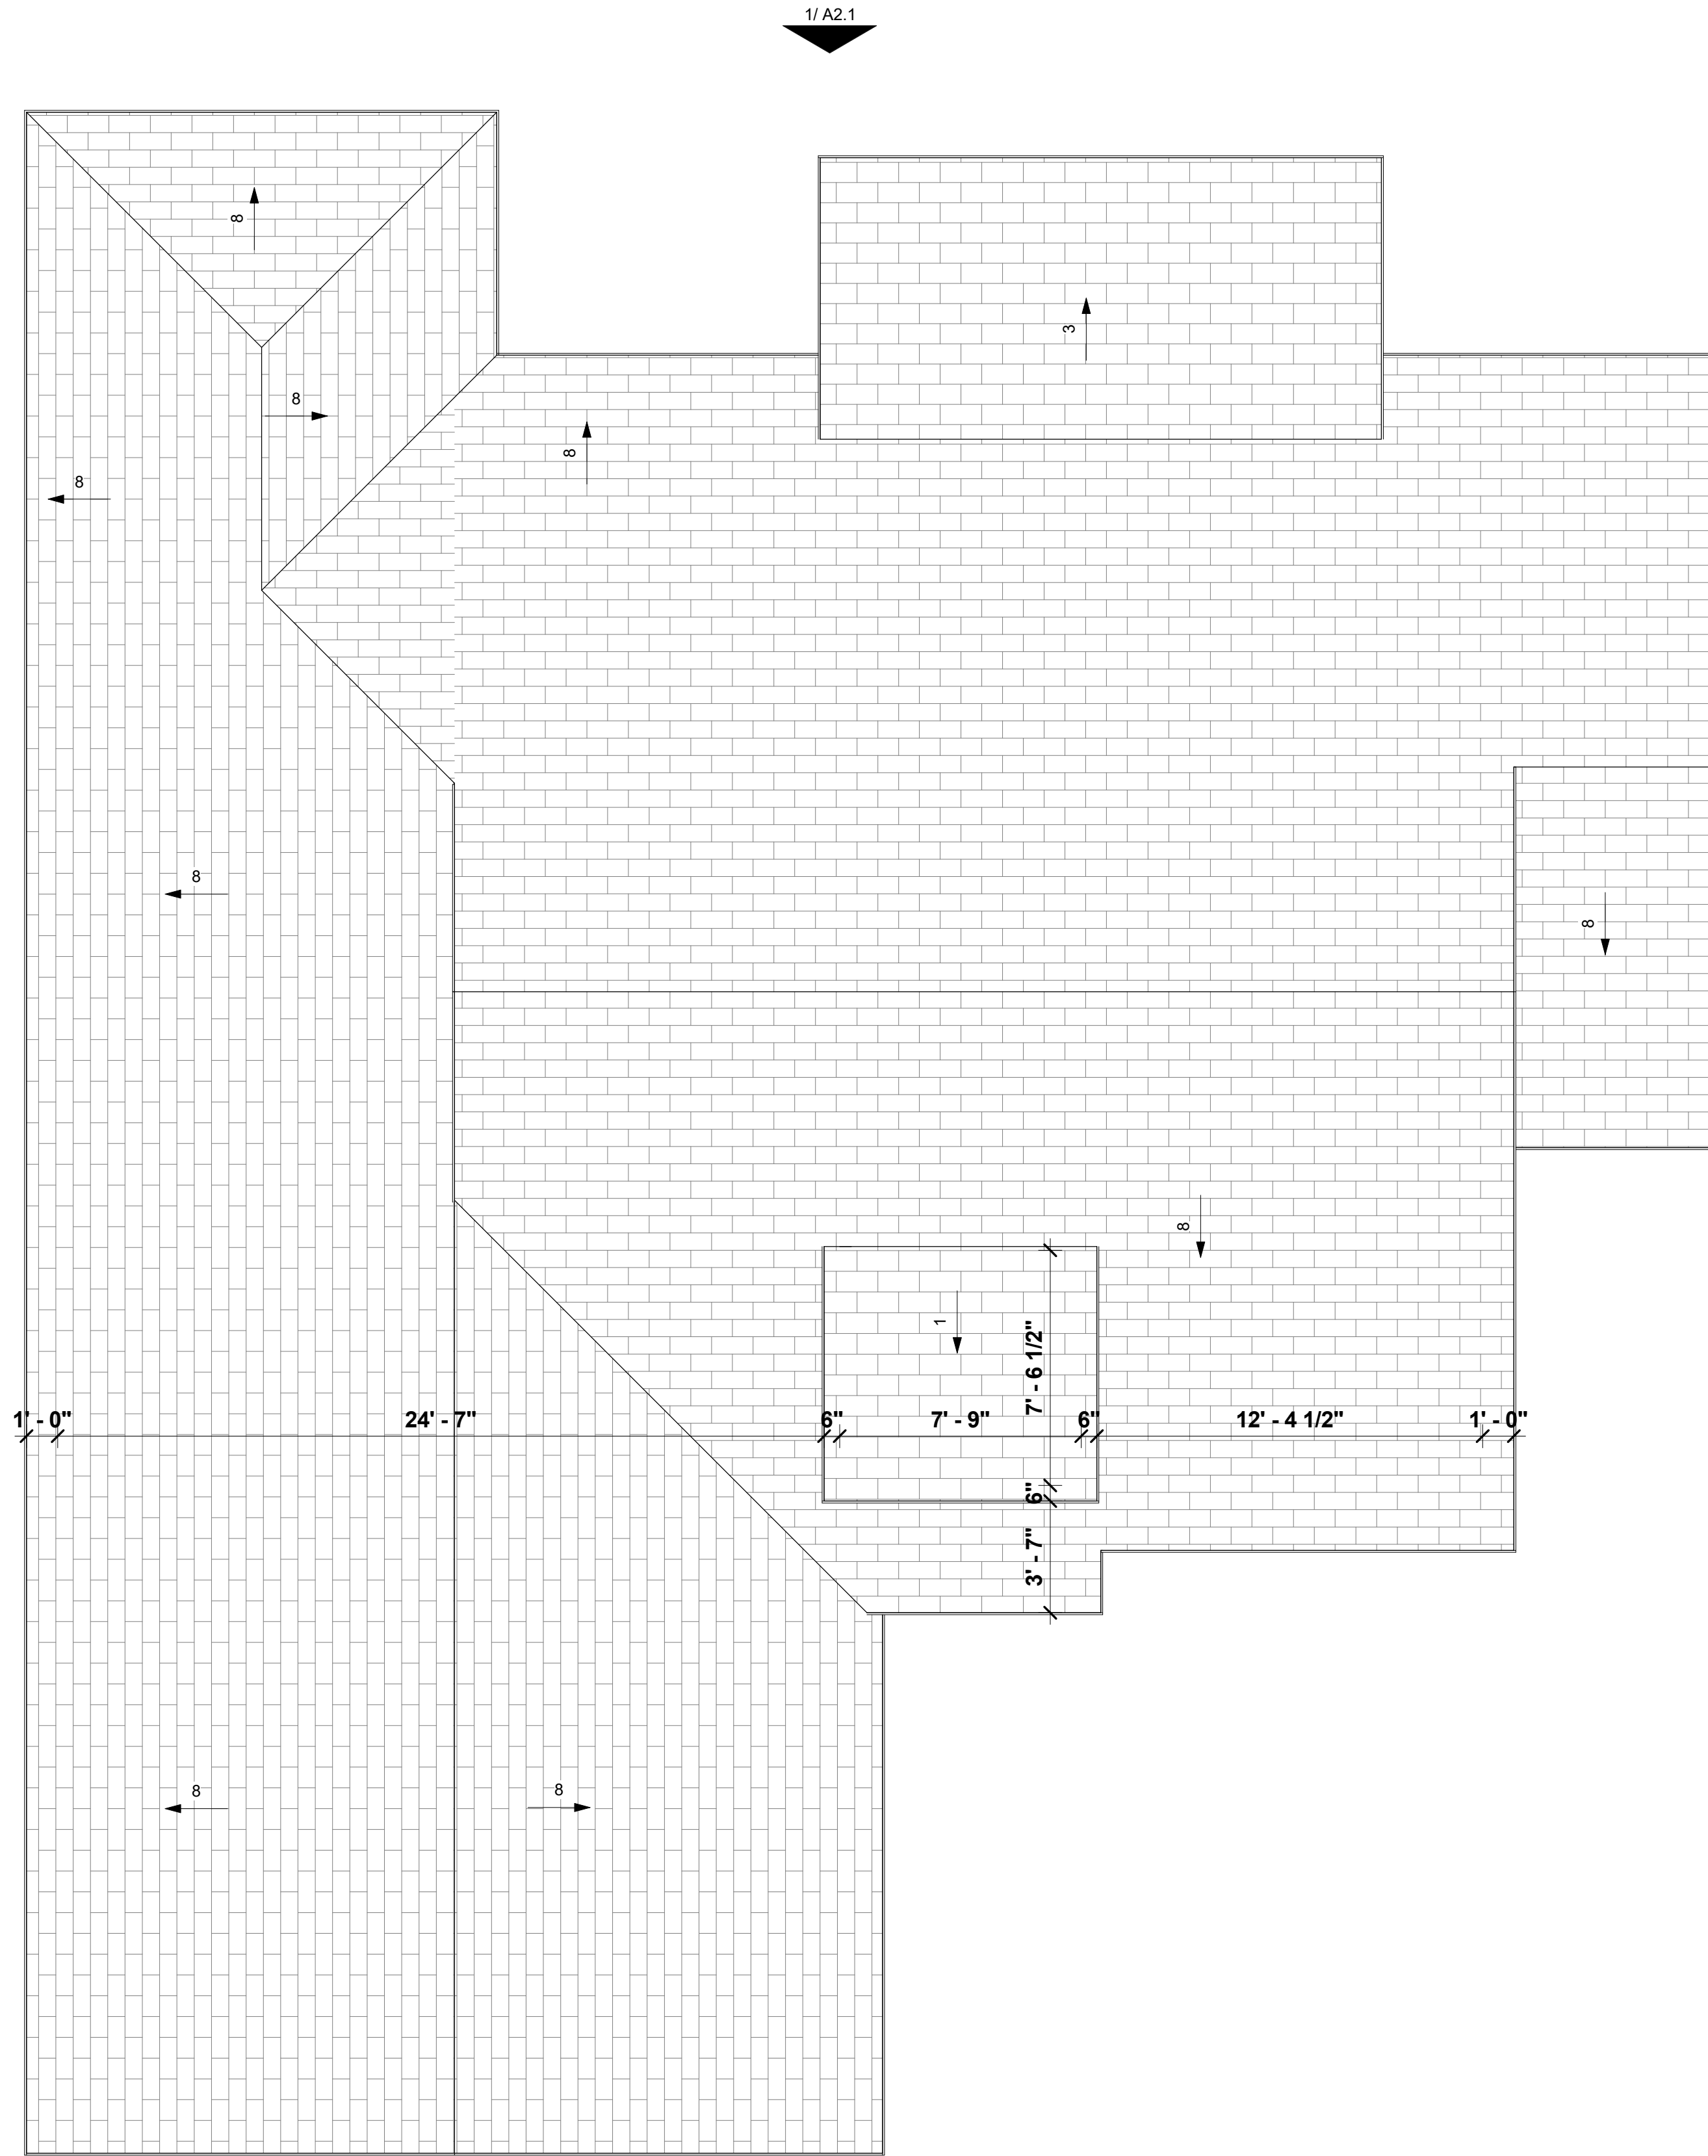 1/ A2.1
8
3
8
8
8
8
8
8
1
7' - 6 1/2"
1' - 0"
24' - 7"
6"
7' - 9"
6"
12' - 4 1/2"
1' - 0"
6"
3' - 7"
8
8